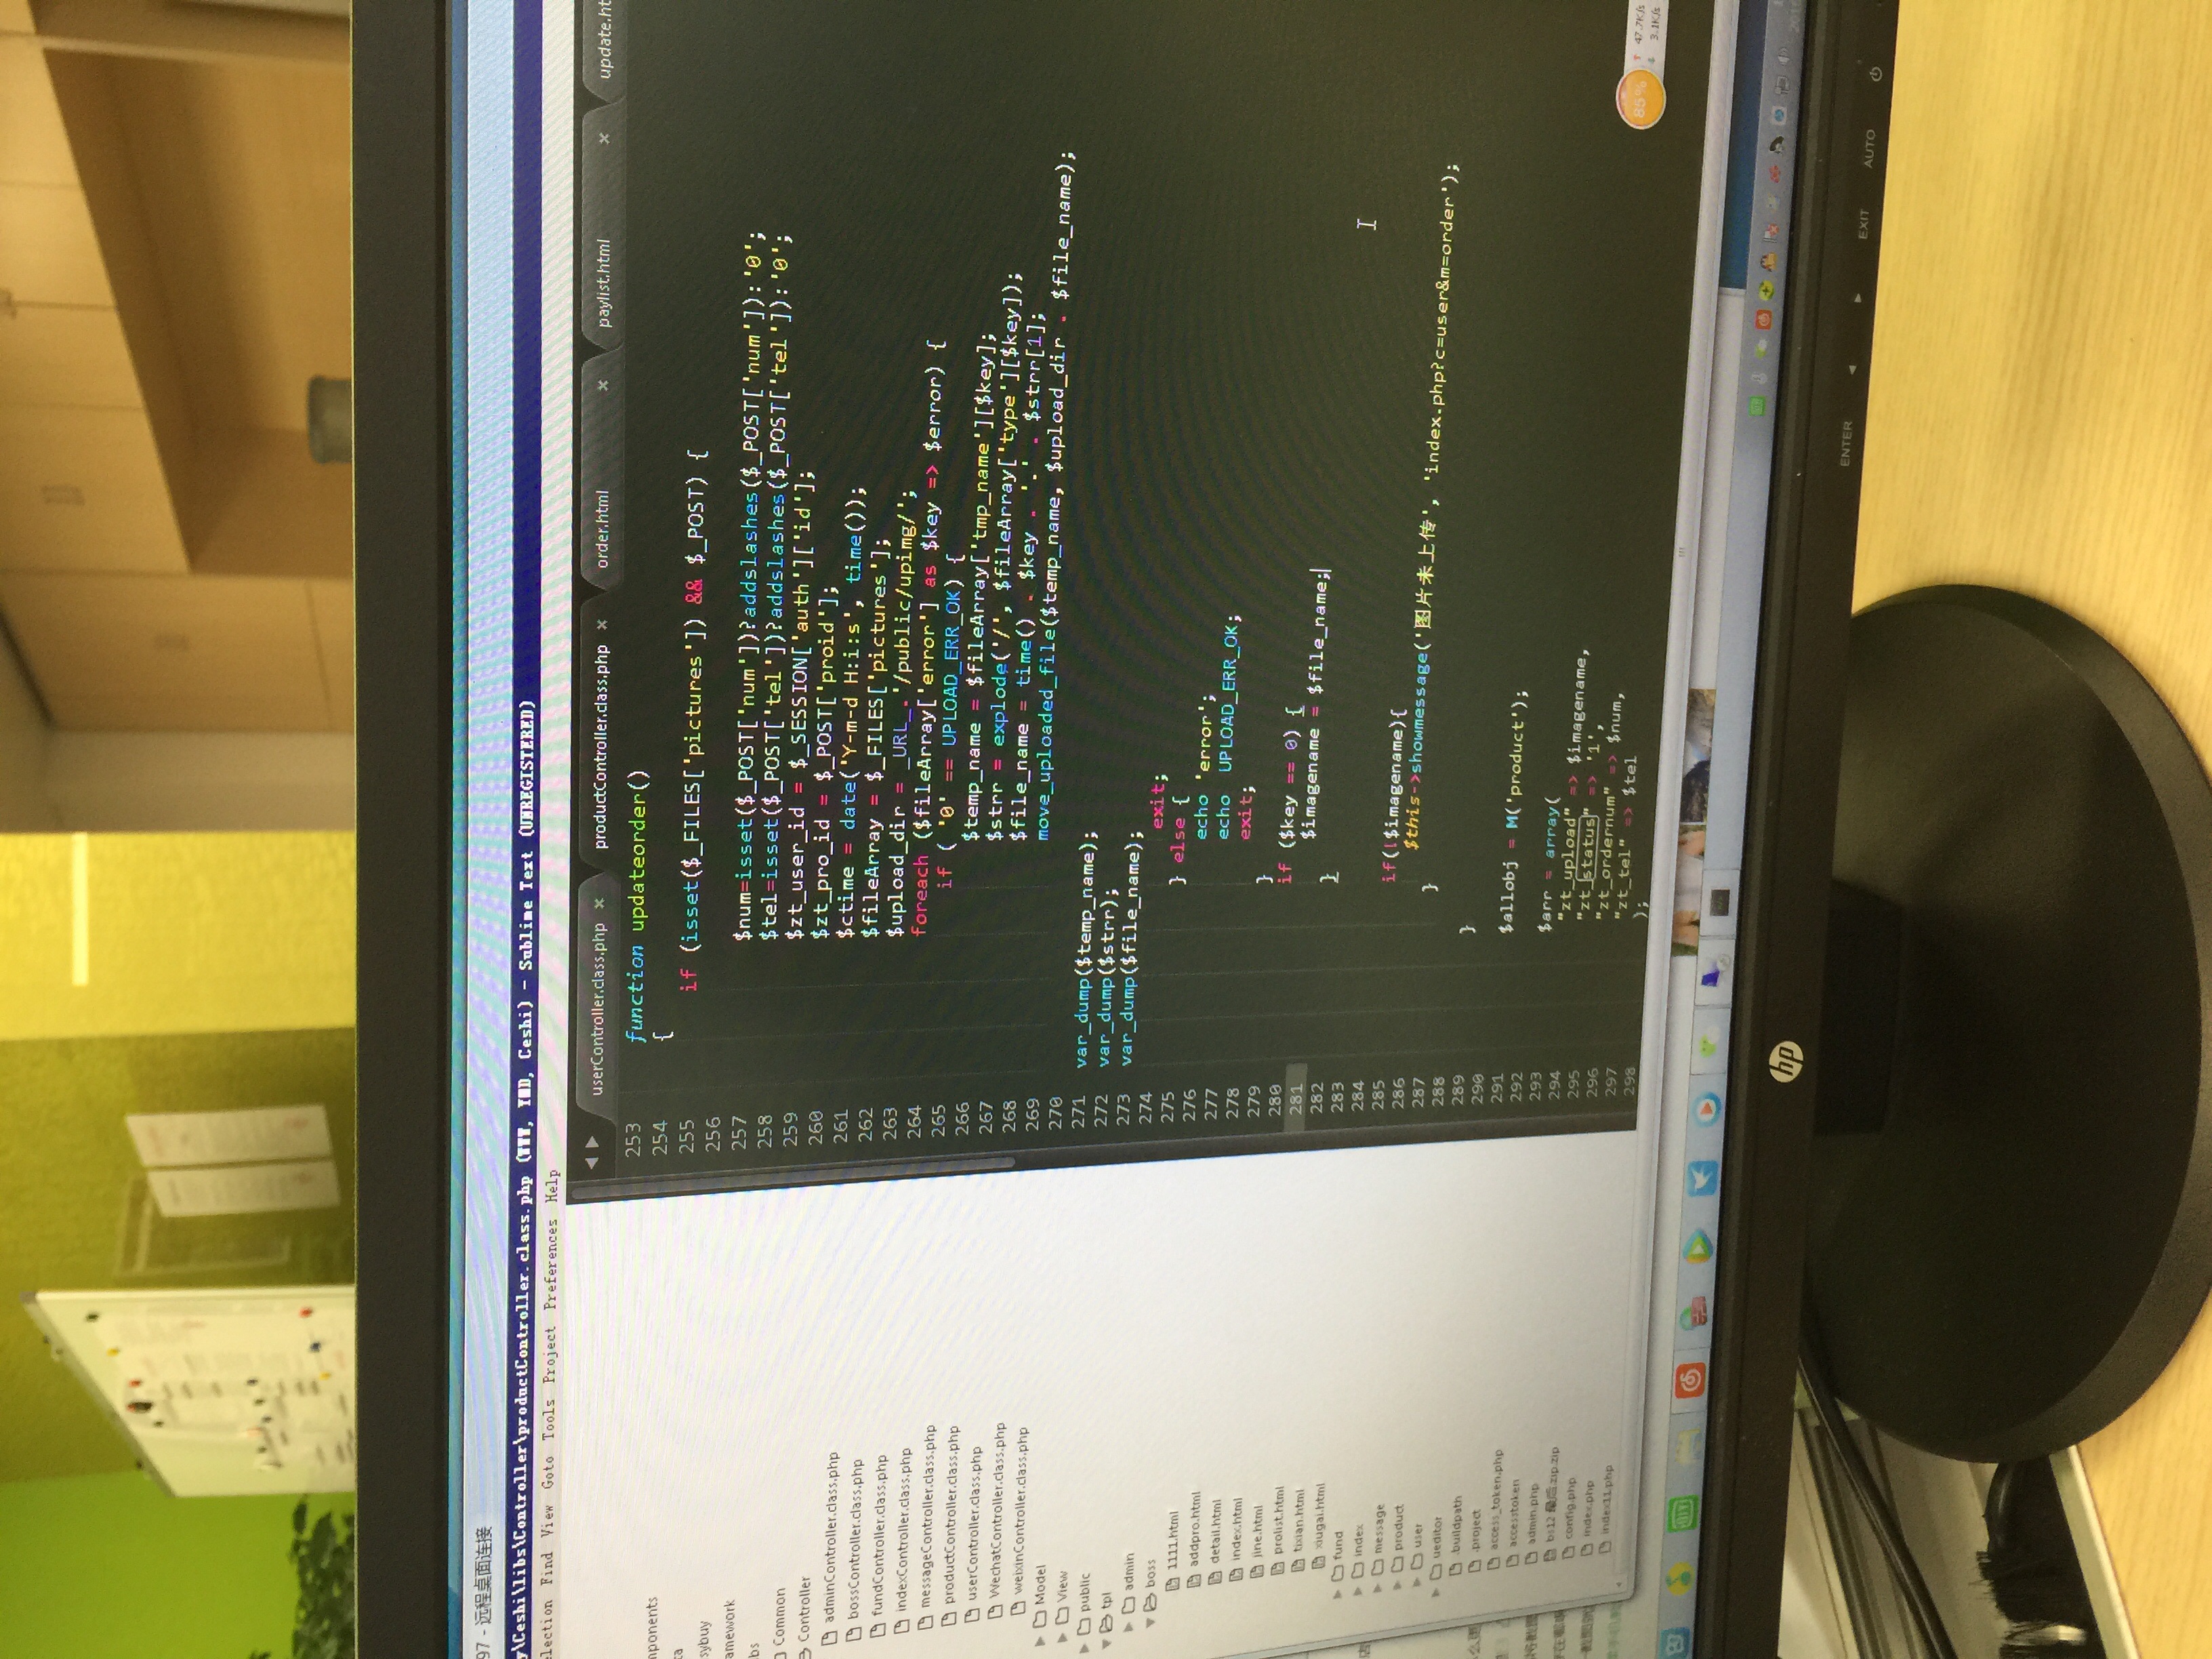 97 - 远程桌面连接
y\Ceshi\libs\Controller\productController.class.php (WWW, YMD, Ceshi) - Sublime Text (UNREGISTERED)
election Find View Goto Tools Project Preferences Help
userController.class.php × productController.class.php × order.html × paylist.html × update.ht
mponents
ta
sybuy
amework
bs
Common
Controller
adminController.class.php
bossController.class.php
fundController.class.php
indexController.class.php
messageController.class.php
productController.class.php
userController.class.php
WechatController.class.php
weixinController.class.php
Model
View
public
tpl
admin
boss
1111.html
addpro.html
detail.html
index.html
jine.html
prolist.html
tixian.html
xiugai.html
fund
index
message
product
user
ueditor
.buildpath
.project
access_token.php
accesstoken
admin.php
bs12 最后.zip.zip
config.php
index.php
index11.php
253 function updateorder()
254 {
255 if (isset($_FILES['pictures']) && $_POST) {
256
257 $num=isset($_POST['num'])?addslashes($_POST['num']):'0';
258 $tel=isset($_POST['tel'])?addslashes($_POST['tel']):'0';
259 $zt_user_id = $_SESSION['auth']['id'];
260 $zt_pro_id = $_POST['proid'];
261 $ctime = date('Y-m-d H:i:s', time());
262 $fileArray = $_FILES['pictures'];
263 $upload_dir = _URL_.'/public/upimg/';
264 foreach ($fileArray['error'] as $key => $error) {
265 if ( '0' == UPLOAD_ERR_OK) {
266 $temp_name = $fileArray['tmp_name'][$key];
267 $strr = explode('/', $fileArray['type'][$key]);
268 $file_name = time() . $key . '.' . $strr[1];
269 move_uploaded_file($temp_name, $upload_dir . $file_name);
270
271 var_dump($temp_name);
272 var_dump($strr);
273 var_dump($file_name);
274 exit;
275 } else {
276 echo 'error';
277 echo UPLOAD_ERR_OK;
278 exit;
279 }
280 if ($key == 0) {
281 $imagename = $file_name;
282 }
283
284
285 if(!$imagename){
286 $this->showmessage('图片未上传', 'index.php?c=user&m=order');
287 }
288
289 }
290
291 $allobj = M('product');
292
293 $arr = array(
294 "zt_upload" => $imagename,
295 "zt_status" => '1',
296 "zt_ordernum" => $num,
297 "zt_tel" => $tel
298 );
85%
47.7K/s
3.1K/s
hp
ENTER
EXIT
AUTO